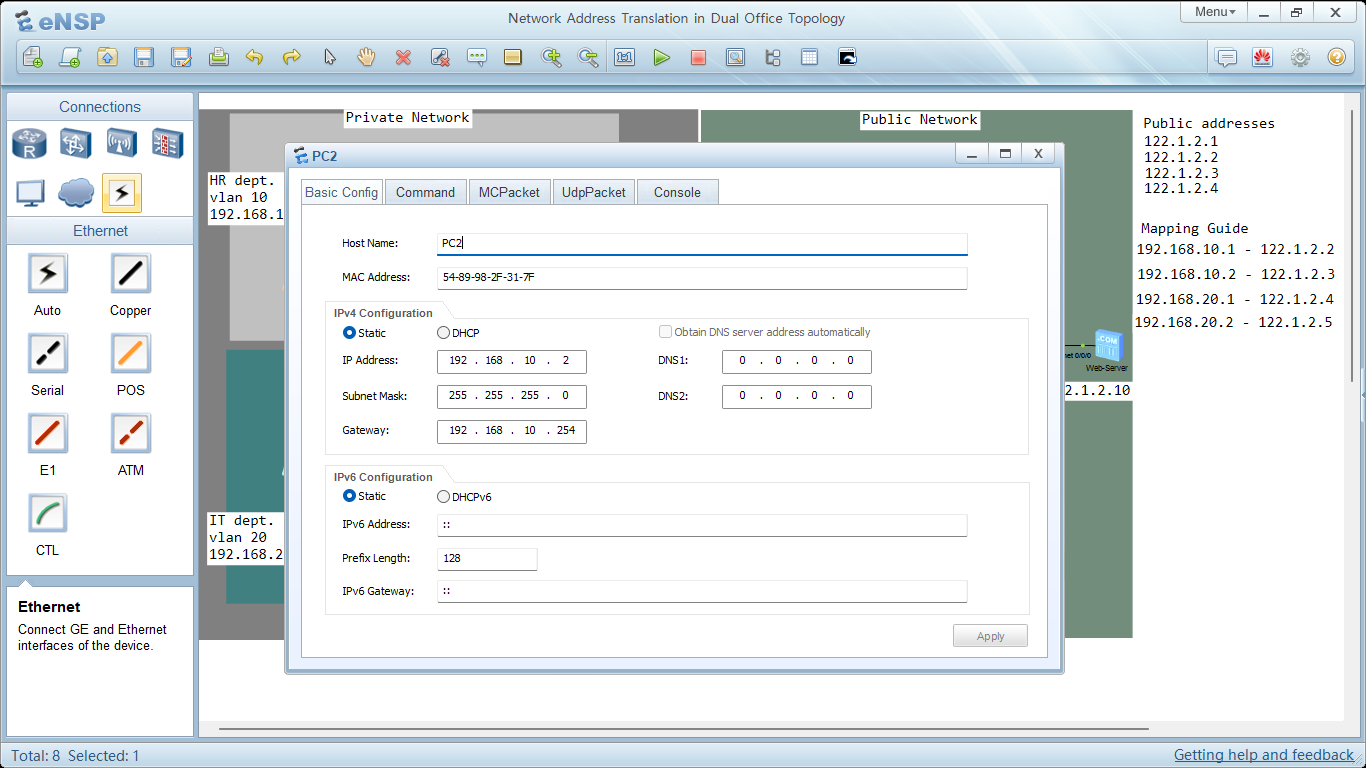 eNSP
Network Address Translation in Dual Office Topology
Menu
Connections
R
Ethernet
Auto
Copper
Serial
POS
E1
ATM
CTL
Ethernet
Connect GE and Ethernet
interfaces of the device.
Private Network
Public Network
HR dept.
vlan 10
192.168.1
IT dept.
vlan 20
192.168.2
PC2
Basic Config
Command
MCPacket
UdpPacket
Console
Host Name:
PC2
MAC Address:
54-89-98-2F-31-7F
IPv4 Configuration
Static
DHCP
Obtain DNS server address automatically
IP Address:
192 . 168 . 10 . 2
DNS1:
0 . 0 . 0 . 0
Subnet Mask:
255 . 255 . 255 . 0
DNS2:
0 . 0 . 0 . 0
Gateway:
192 . 168 . 10 . 254
IPv6 Configuration
Static
DHCPv6
IPv6 Address:
::
Prefix Length:
128
IPv6 Gateway:
::
Apply
.COM
net 0/0/0
Web-Server
2.1.2.10
Public addresses
122.1.2.1
122.1.2.2
122.1.2.3
122.1.2.4
Mapping Guide
192.168.10.1 - 122.1.2.2
192.168.10.2 - 122.1.2.3
192.168.20.1 - 122.1.2.4
192.168.20.2 - 122.1.2.5
Total: 8 Selected: 1
Getting help and feedback